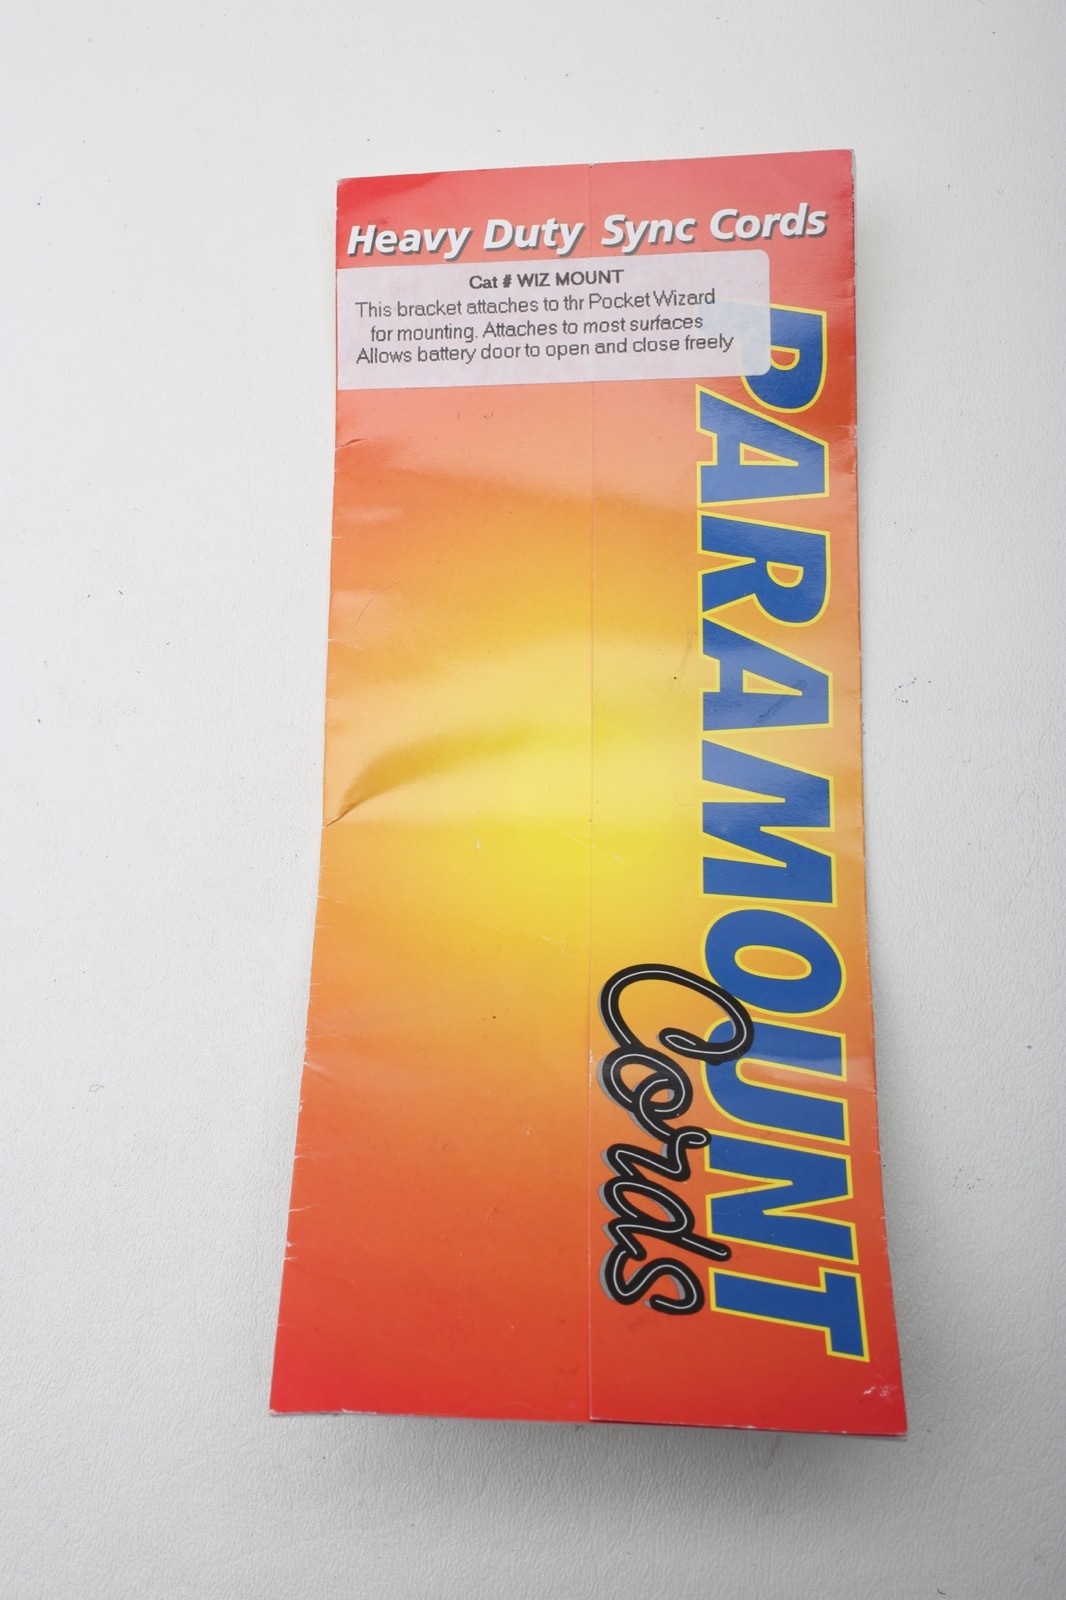 Heavy Duty Sync Cords
Cat # WIZ MOUNT
This bracket attaches to thr Pocket Wizard
for mounting. Attaches to most surfaces
Allows battery door to open and close freely
PARAMOUNT
Cords